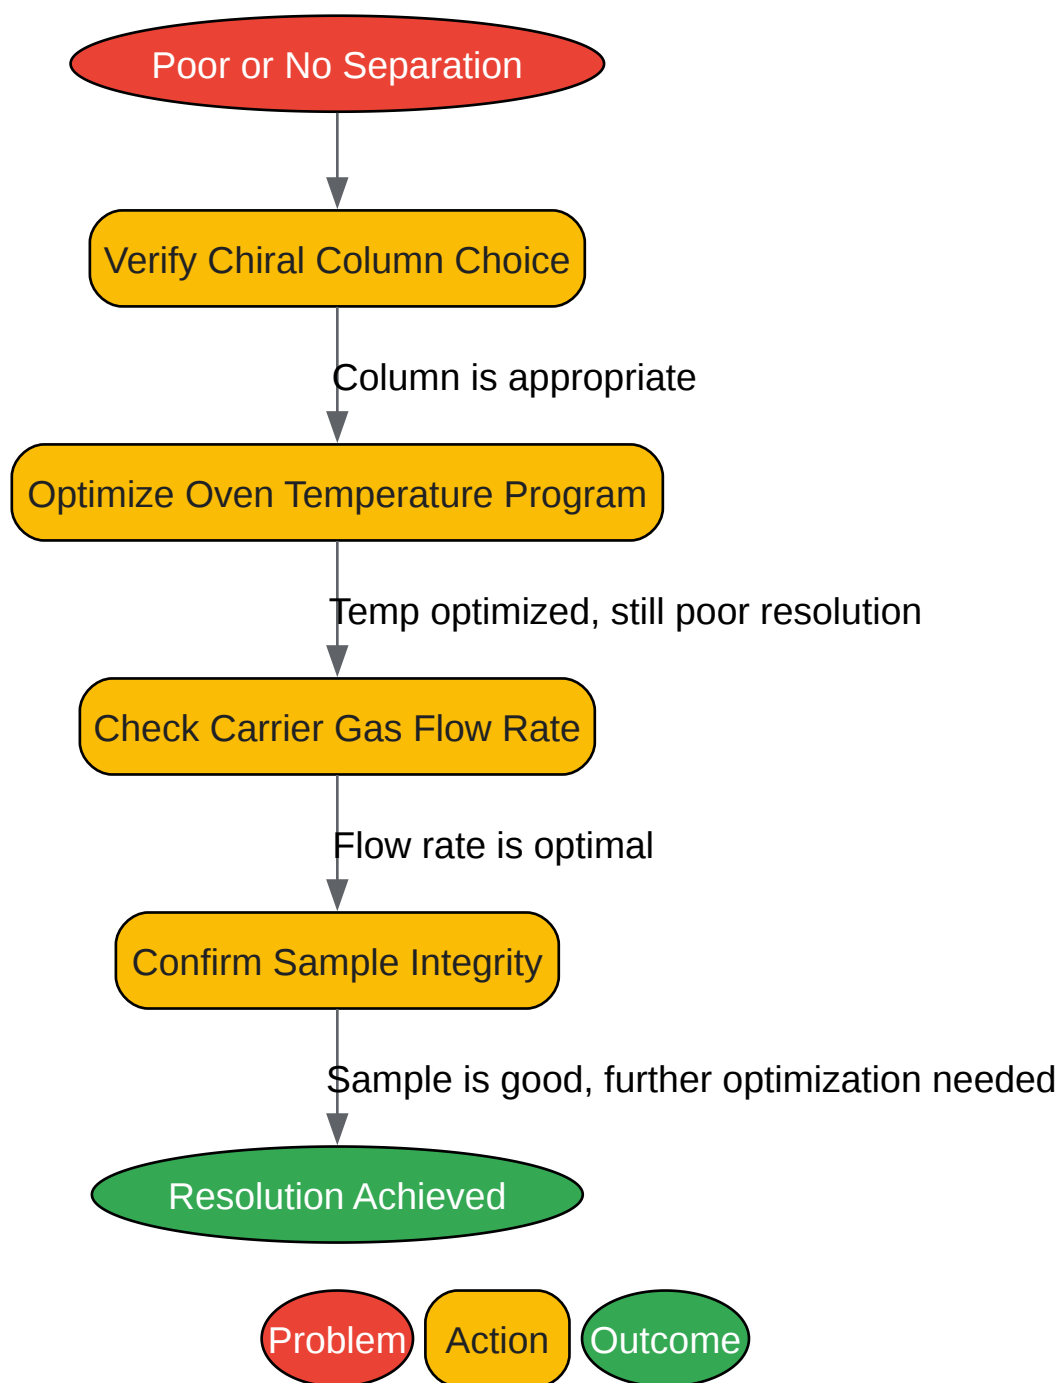 Poor or No Separation
Verify Chiral Column Choice
Column is appropriate
Optimize Oven Temperature Program
Temp optimized, still poor resolution
Check Carrier Gas Flow Rate
Flow rate is optimal
Confirm Sample Integrity
Sample is good, further optimization needed
Resolution Achieved
Problem
Action
Outcome